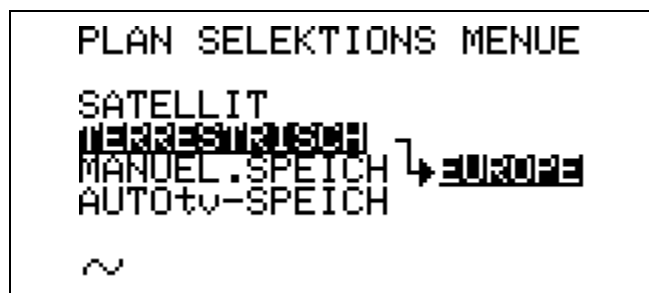 PLAN SELEKTIONS MENUE
SATELLIT
TERRESTRISCH
MANUEL.SPEICH EUROPE
AUTOtv-SPEICH
~